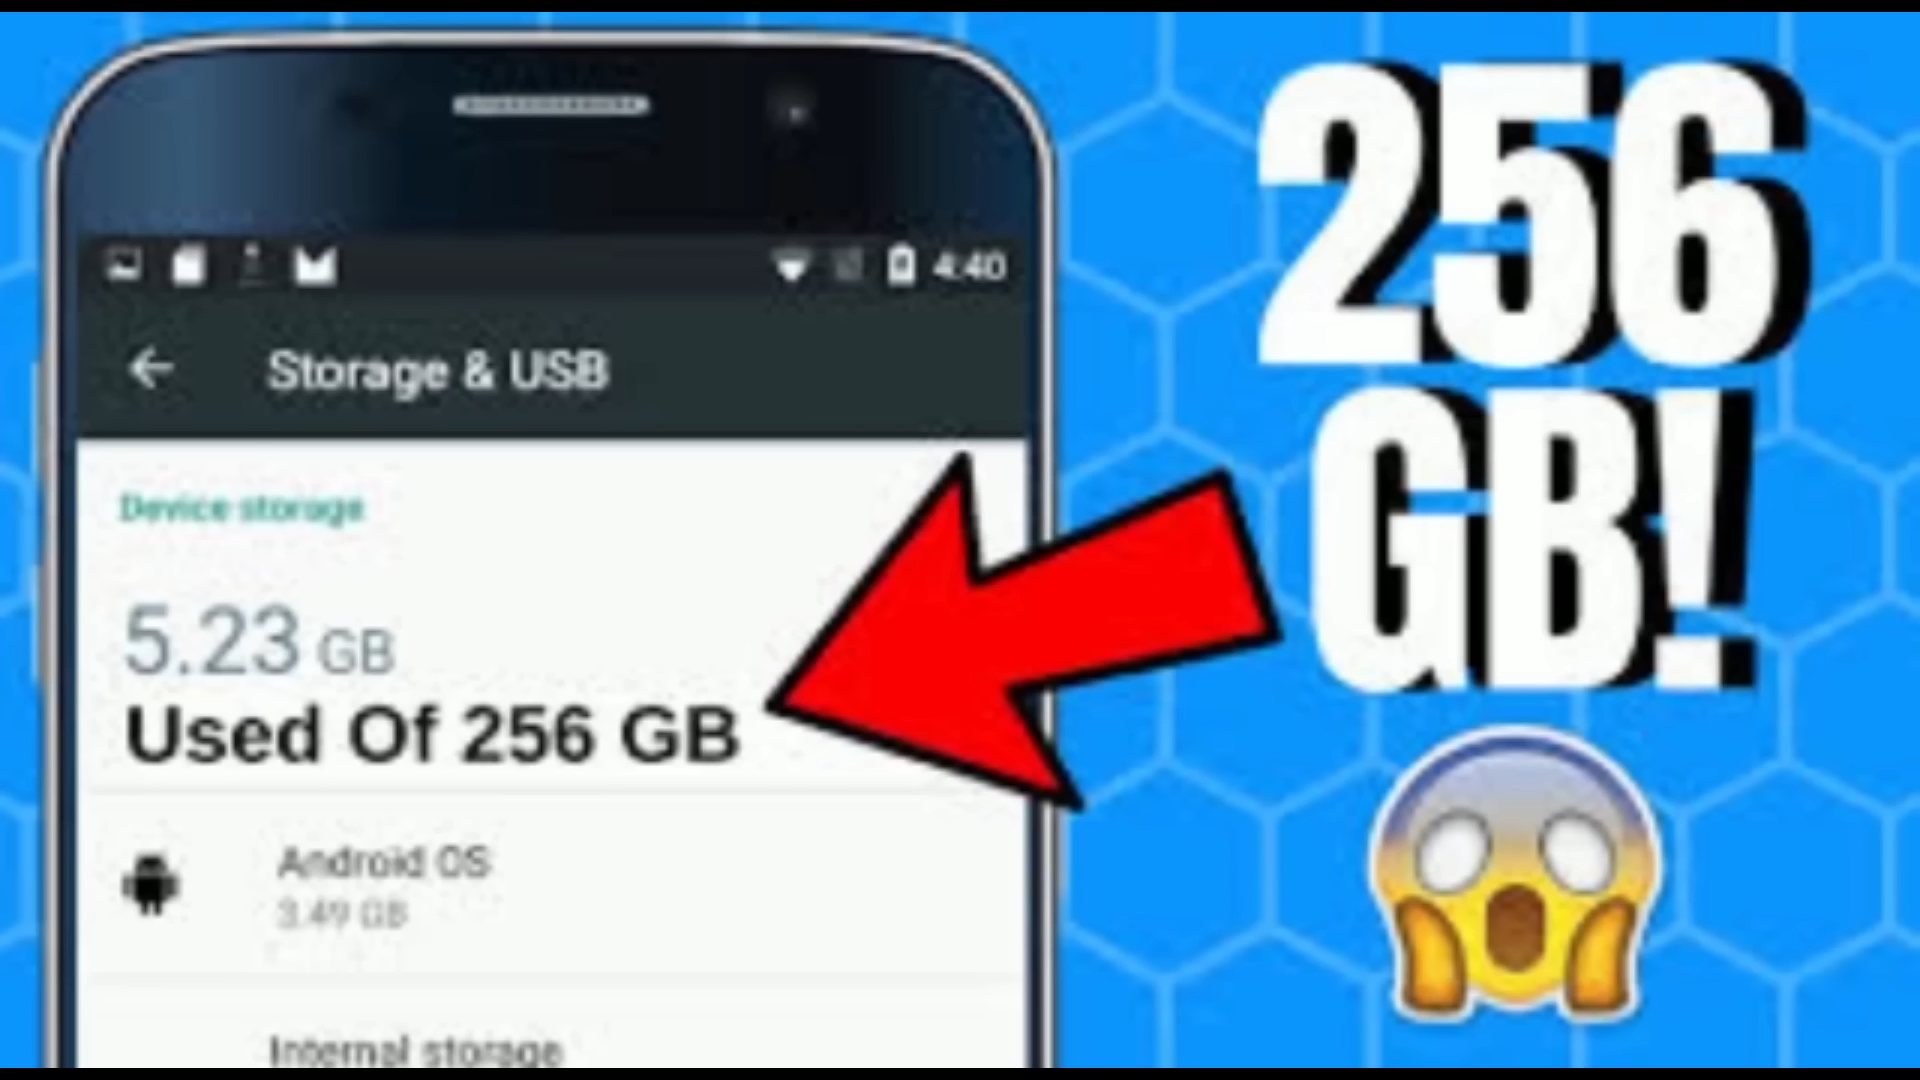 4:40
Storage & USB
Device storage
5.23 GB
Used Of 256 GB
Android OS
3.49 GB
Internal storage
256
GB!